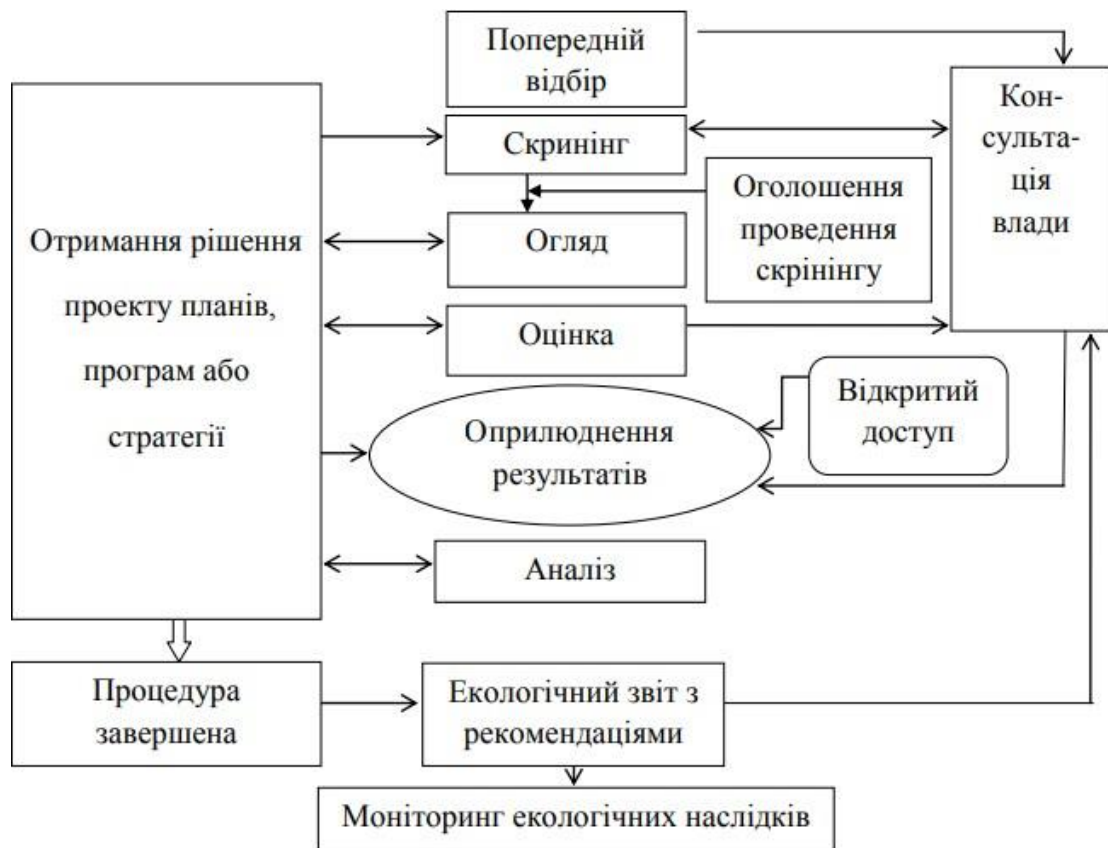 Попередній
відбір
Кон-
сульта-
ція
влади
Скринінг
Оголошення
проведення
скрінінгу
Отримання рішення
проекту планів,
програм або
стратегії
Огляд
Оцінка
Відкритий
доступ
Оприлюднення
результатів
Аналіз
Процедура
завершена
Екологічний звіт з
рекомендаціями
Моніторинг екологічних наслідків